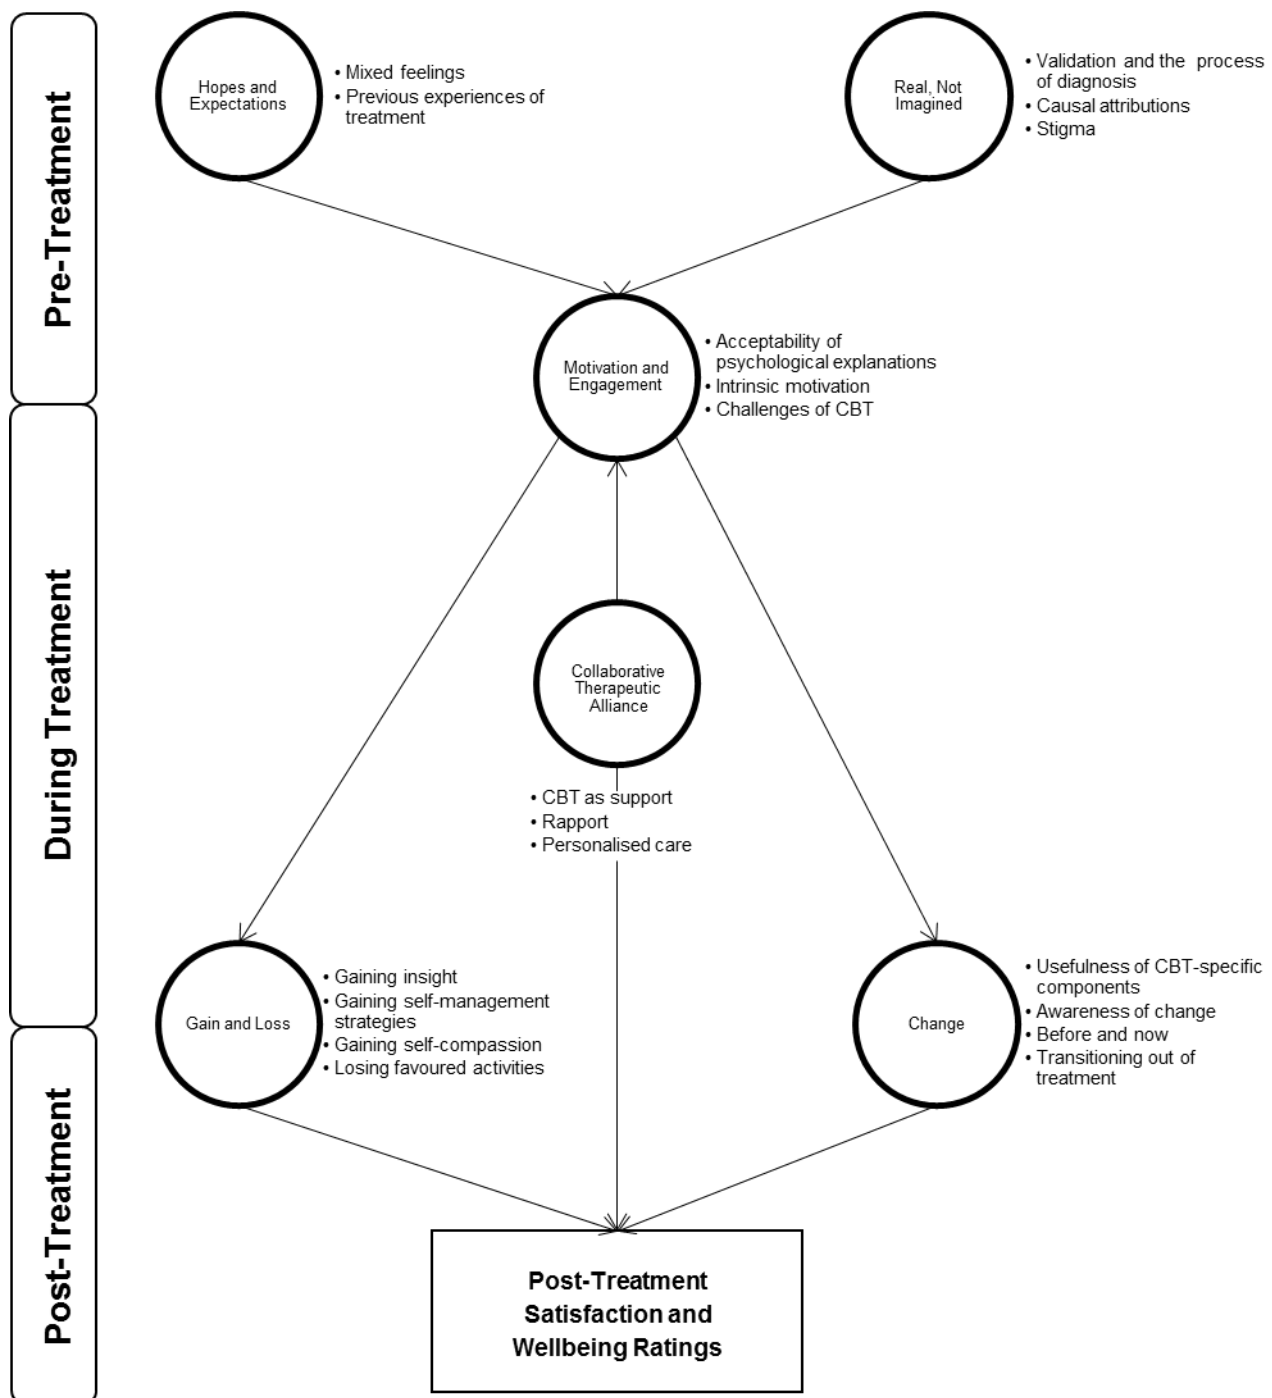 Pre-Treatment
Hopes and
Expectations
• Mixed feelings
• Previous experiences of
treatment
Real, Not
Imagined
• Validation and the process
of diagnosis
• Causal attributions
• Stigma
Motivation and
Engagement
• Acceptability of
psychological explanations
• Intrinsic motivation
• Challenges of CBT
During Treatment
Collaborative
Therapeutic
Alliance
• CBT as support
• Rapport
• Personalised care
Gain and Loss
• Gaining insight
• Gaining self-management
strategies
• Gaining self-compassion
• Losing favoured activities
Change
• Usefulness of CBT-specific
components
• Awareness of change
• Before and now
• Transitioning out of
treatment
Post-Treatment
Post-Treatment
Satisfaction and
Wellbeing Ratings